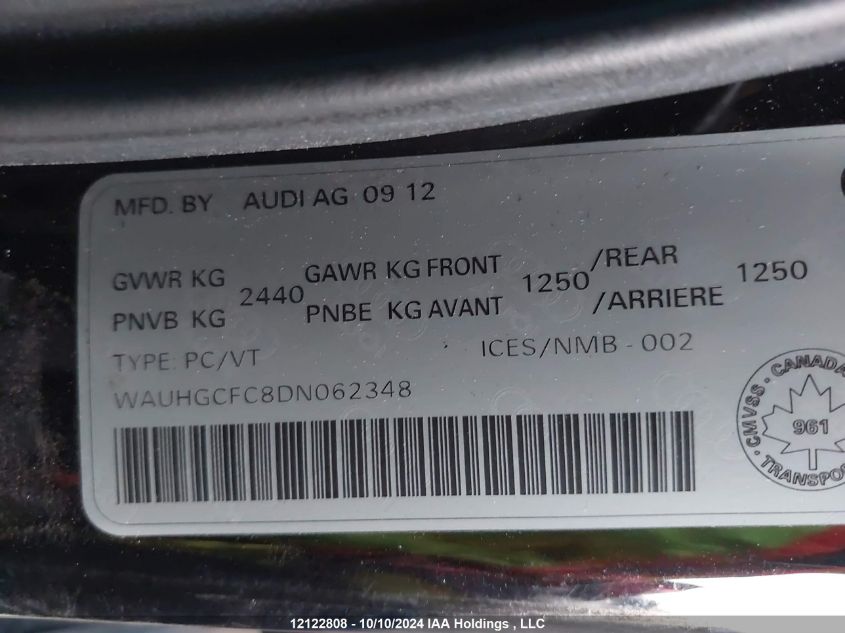 MFD. BY AUDI AG 09 12
GVWR KG 2440 GAWR KG FRONT 1250 /REAR 1250
PNVB KG PNBE KG AVANT /ARRIERE
TYPE: PC/VT ICES/NMB-002
WAUHGCFC8DN062348
CANADA
CMVSS
961
TRANSPOR
12122808 - 10/10/2024 IAA Holdings , LLC